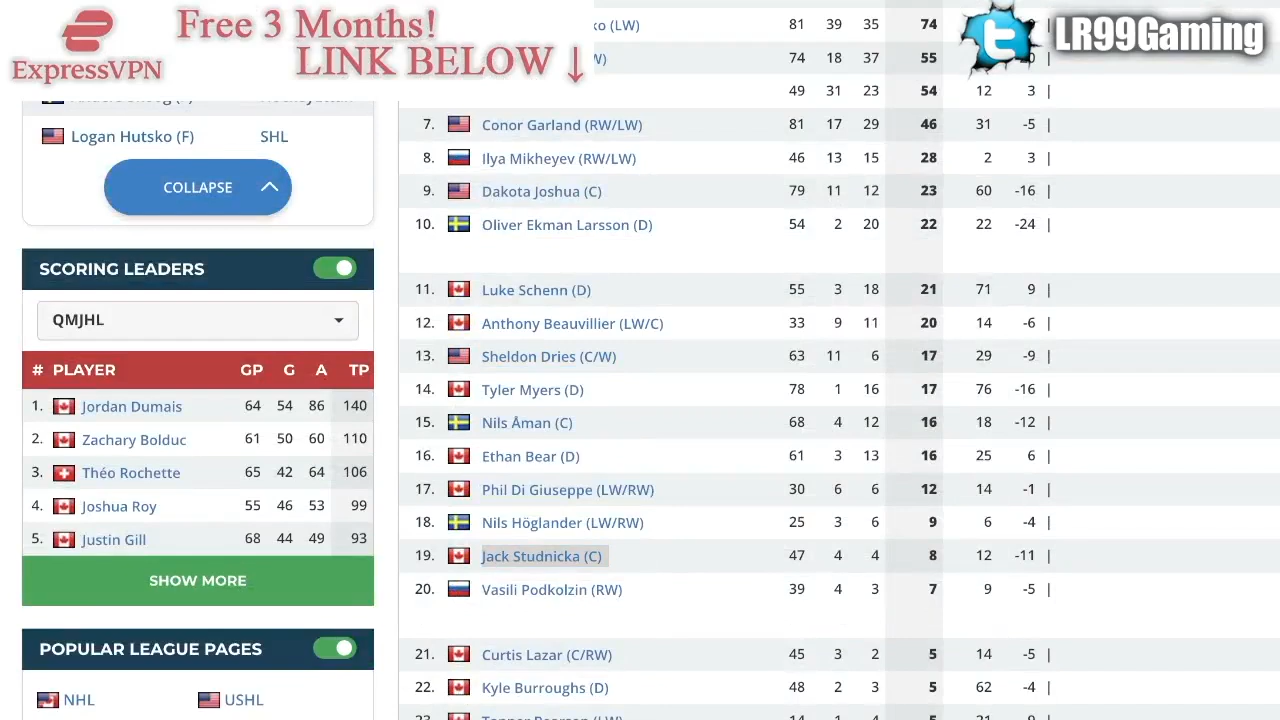 Free 3 Months!
LINK BELOW ↓
ExpressVPN
LR99Gaming
Logan Hutsko (F) SHL
COLLAPSE
SCORING LEADERS
QMJHL
# PLAYER GP G A TP
1. Jordan Dumais 64 54 86 140
2. Zachary Bolduc 61 50 60 110
3. Théo Rochette 65 42 64 106
4. Joshua Roy 55 46 53 99
5. Justin Gill 68 44 49 93
SHOW MORE
POPULAR LEAGUE PAGES
NHL USHL
(LW) 81 39 35 74
74 18 37 55
49 31 23 54 12 3 |
7. Conor Garland (RW/LW) 81 17 29 46 31 -5 |
8. Ilya Mikheyev (RW/LW) 46 13 15 28 2 3 |
9. Dakota Joshua (C) 79 11 12 23 60 -16 |
10. Oliver Ekman Larsson (D) 54 2 20 22 22 -24 |
11. Luke Schenn (D) 55 3 18 21 71 9 |
12. Anthony Beauvillier (LW/C) 33 9 11 20 14 -6 |
13. Sheldon Dries (C/W) 63 11 6 17 29 -9 |
14. Tyler Myers (D) 78 1 16 17 76 -16 |
15. Nils Åman (C) 68 4 12 16 18 -12 |
16. Ethan Bear (D) 61 3 13 16 25 6 |
17. Phil Di Giuseppe (LW/RW) 30 6 6 12 14 -1 |
18. Nils Höglander (LW/RW) 25 3 6 9 6 -4 |
19. Jack Studnicka (C) 47 4 4 8 12 -11 |
20. Vasili Podkolzin (RW) 39 4 3 7 9 -5 |
21. Curtis Lazar (C/RW) 45 3 2 5 14 -5 |
22. Kyle Burroughs (D) 48 2 3 5 62 -4 |